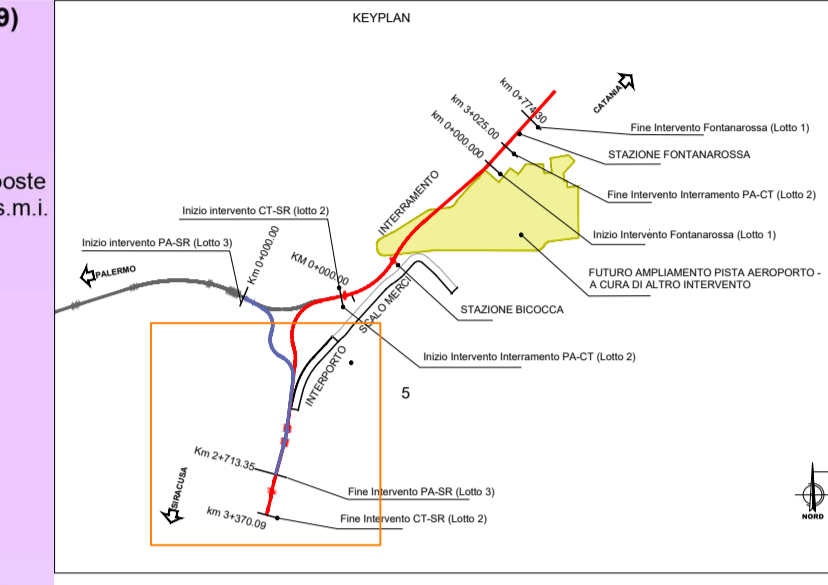 9)
poste
s.m.i.
KEYPLAN
CATANIA
km 0+774.30
km 3+025.00
km 0+000.000
Fine Intervento Fontanarossa (Lotto 1)
STAZIONE FONTANAROSSA
Fine Intervento Interramento PA-CT (Lotto 2)
Inizio Intervento Fontanarossa (Lotto 1)
FUTURO AMPLIAMENTO PISTA AEROPORTO -
A CURA DI ALTRO INTERVENTO
INTERRAMENTO
Inizio intervento CT-SR (lotto 2)
Inizio intervento PA-SR (Lotto 3)
Km 0+000.00
KM 0+000.00
PALERMO
SCALO MERCI
STAZIONE BICOCCA
Inizio Intervento Interramento PA-CT (Lotto 2)
INTERPORTO
5
Km 2+713.35
SIRACUSA
Fine Intervento PA-SR (Lotto 3)
km 3+370.09
Fine Intervento CT-SR (Lotto 2)
NORD